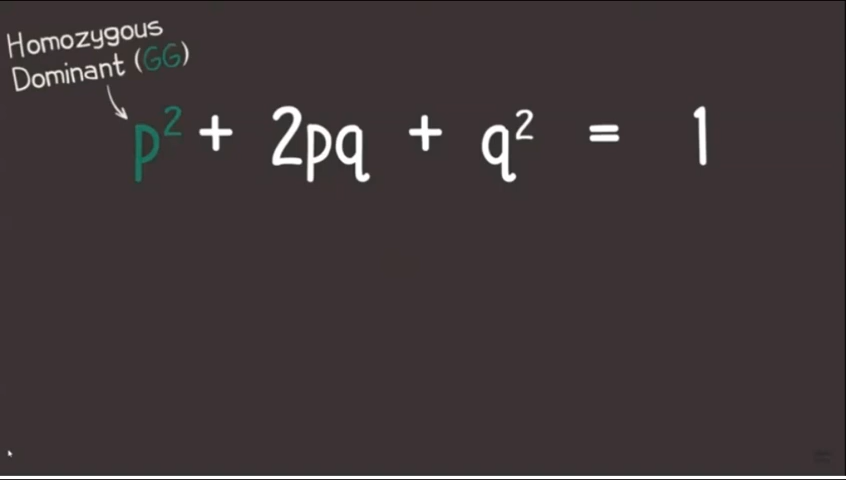 Homozygous
Dominant (GG)
p² + 2pq + q² = 1